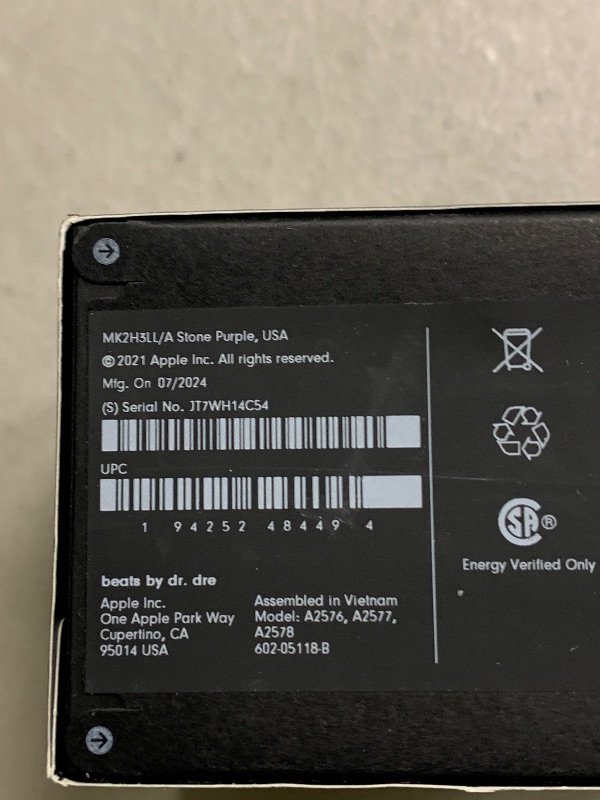 MK2H3LL/A Stone Purple, USA
©2021 Apple Inc. All rights reserved.
Mfg. On 07/2024
(S) Serial No. JT7WH14C54
UPC
1 94252 48449 4
beats by dr. dre
Apple Inc.
One Apple Park Way
Cupertino, CA
95014 USA
Assembled in Vietnam
Model: A2576, A2577,
A2578
602-05118-B
SA ®
Energy Verified Only